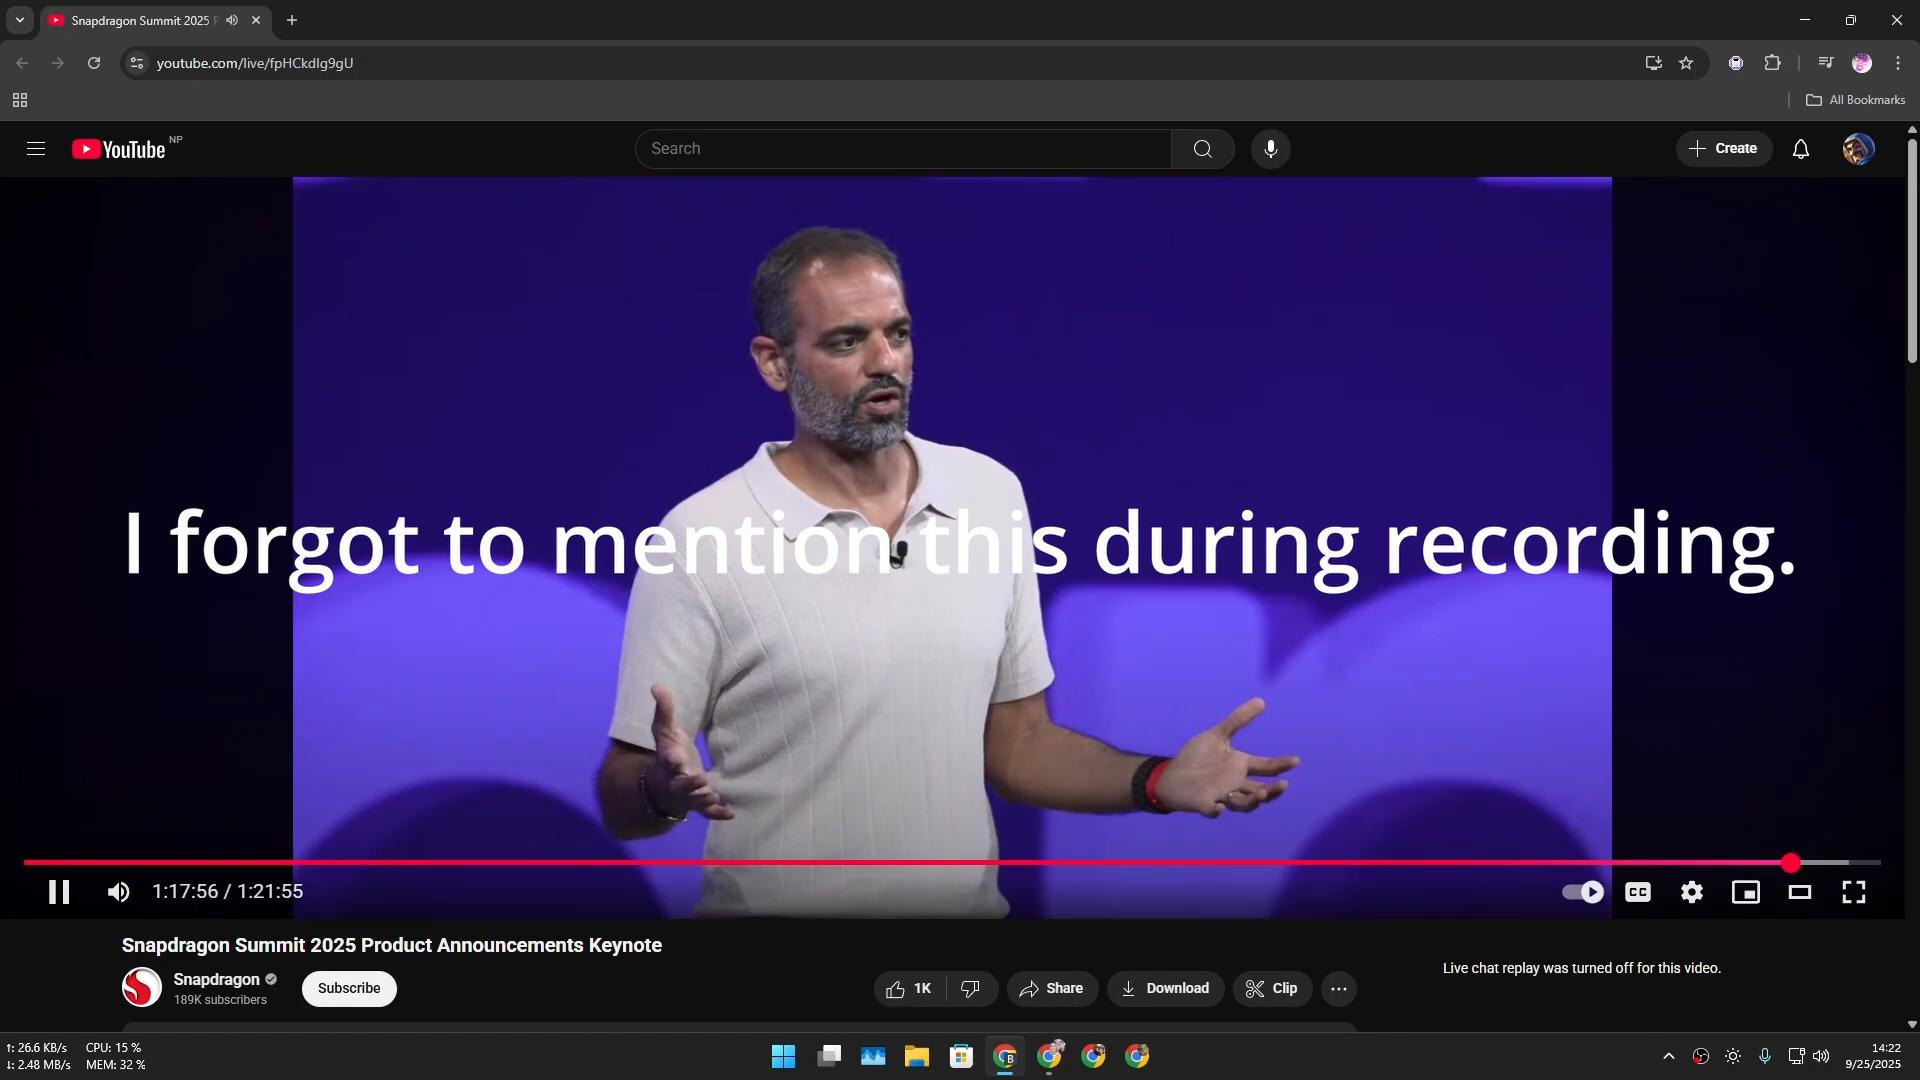 Snapdragon Summit 2025 P
youtube.com/live/fpHCkdIg9gU
All Bookmarks
YouTube NP
Search
Create
I forgot to mention this during recording.
1:17:56 / 1:21:55
CC
Snapdragon Summit 2025 Product Announcements Keynote
Snapdragon
189K subscribers
Subscribe
1K
Share
Download
Clip
Live chat replay was turned off for this video.
↑: 26.6 KB/s CPU: 15 %
↓: 2.48 MB/s MEM: 32 %
14:22
9/25/2025